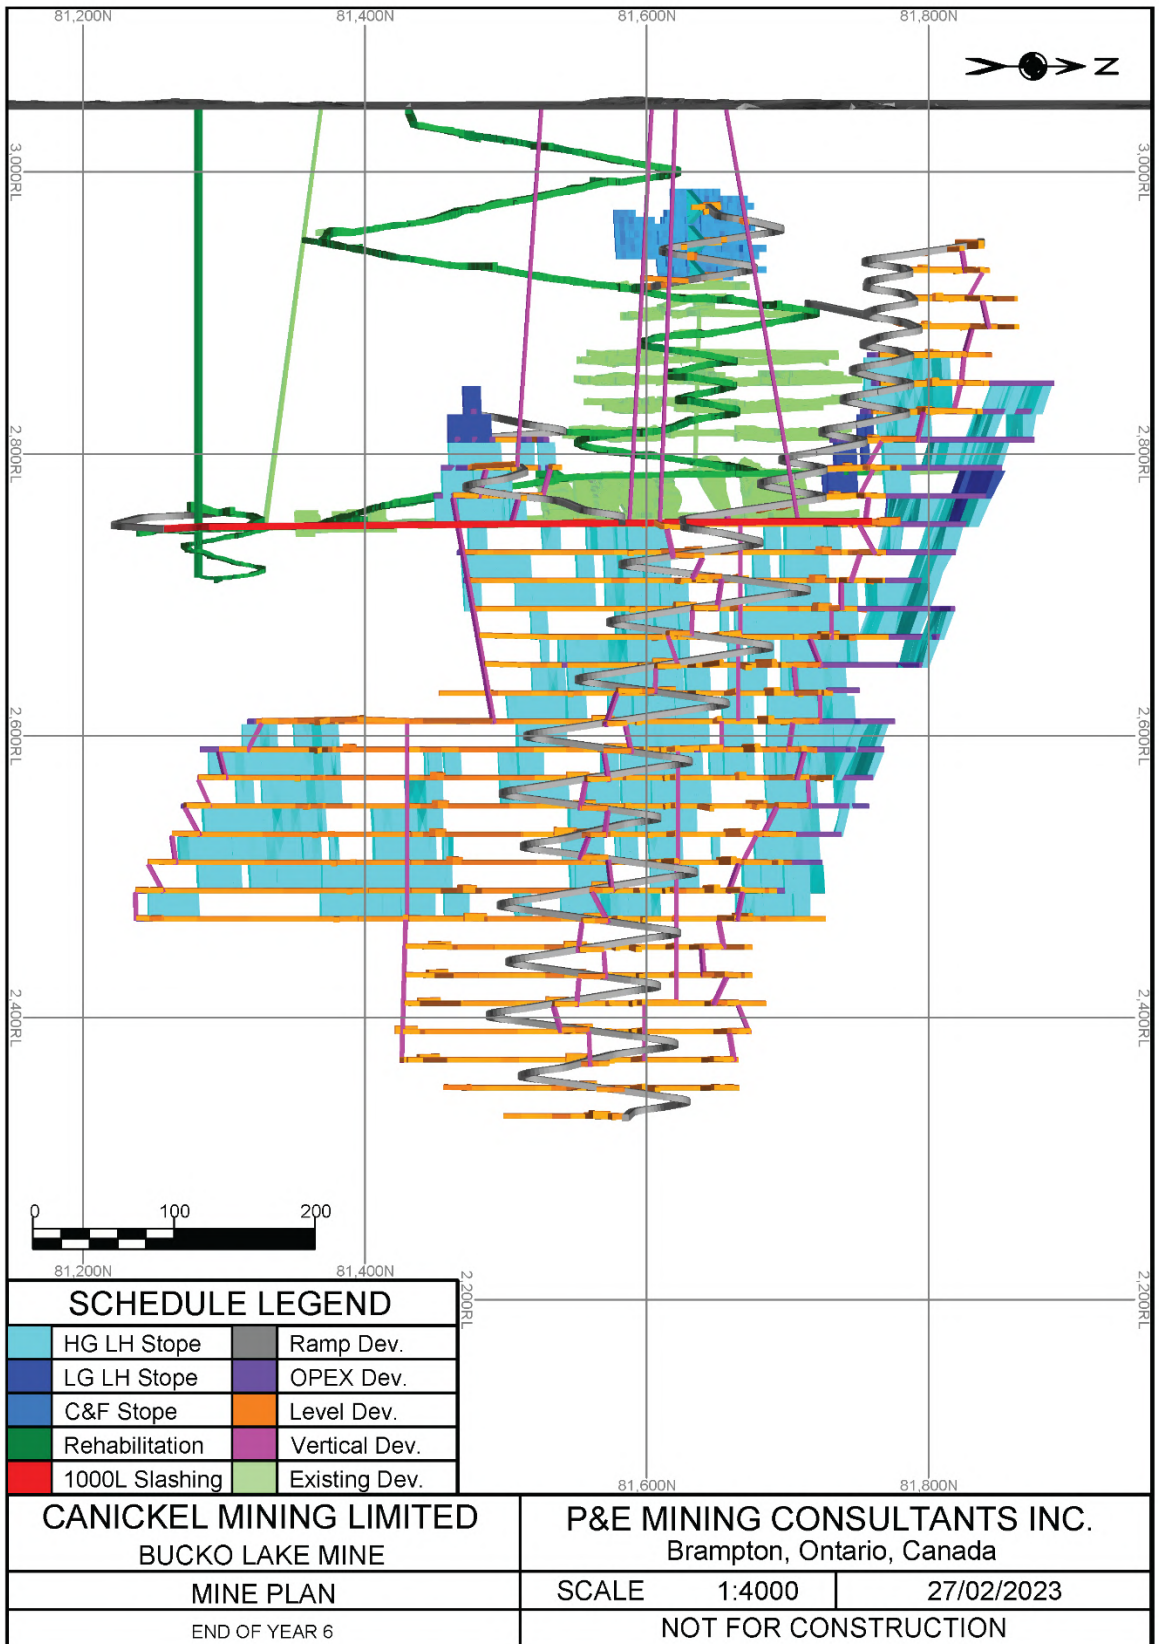 81,200N 81,400N 81,600N 81,800N
N
3,000RL 3,000RL
2,800RL 2,800RL
2,600RL 2,600RL
2,400RL 2,400RL
0 100 200
81,200N 81,400N
2,200RL 2,200RL
SCHEDULE LEGEND
HG LH Stope Ramp Dev.
LG LH Stope OPEX Dev.
C&F Stope Level Dev.
Rehabilitation Vertical Dev.
1000L Slashing Existing Dev.
81,600N 81,800N
CANICKEL MINING LIMITED
BUCKO LAKE MINE
P&E MINING CONSULTANTS INC.
Brampton, Ontario, Canada
MINE PLAN
SCALE 1:4000 27/02/2023
END OF YEAR 6
NOT FOR CONSTRUCTION